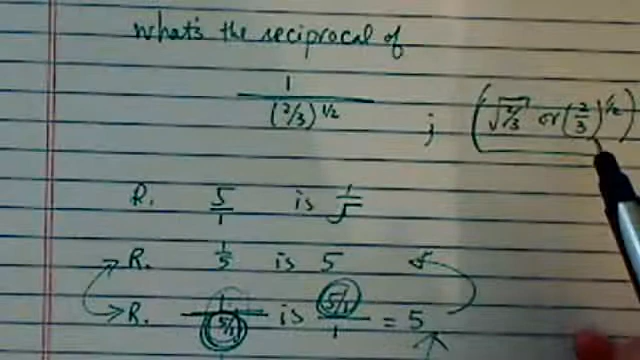 What's the reciprocal of
1/(2/3)^1/2 ; (√2/3 or (2/3)^1/2)
R. 5/1 is 1/5
R. 1/5 is 5
R. 1/(5/1) is (5/1)/1 = 5